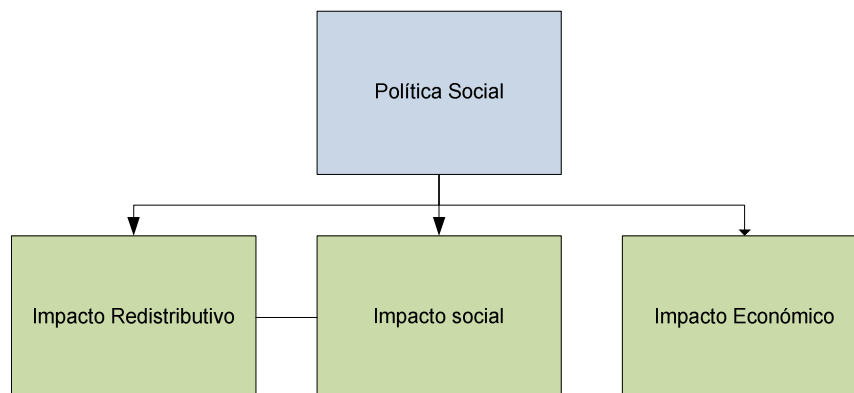 Política Social
Impacto Redistributivo
Impacto social
Impacto Económico